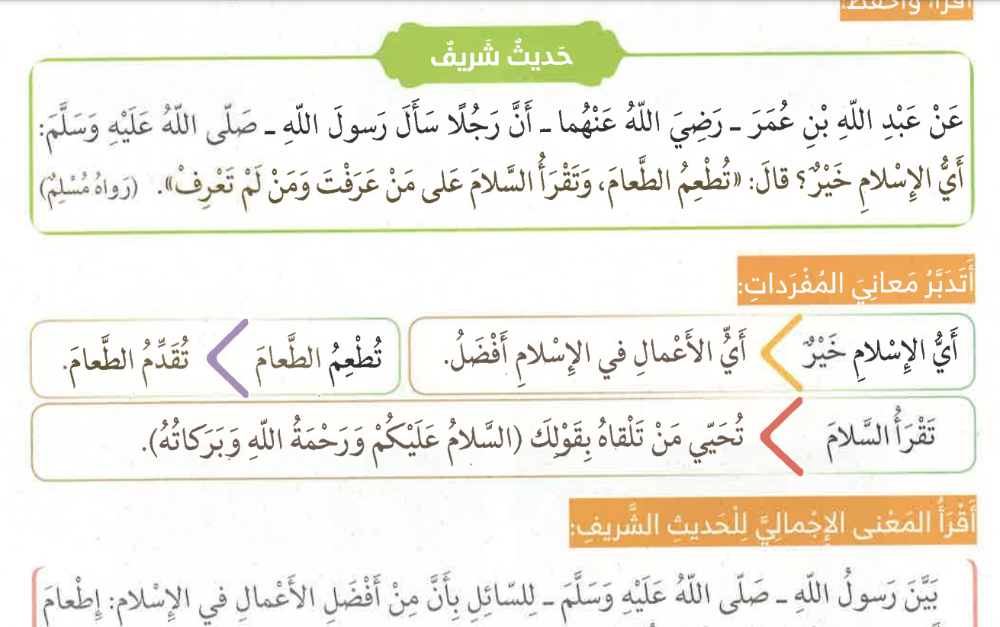 أَقْرَأُ وَأَحْفَظُ:
حَديثٌ شَريفٌ
عَنْ عَبْدِ اللّهِ بْنِ عُمَرَ ـ رَضِيَ اللّهُ عَنْهُما ـ أَنَّ رَجُلًا سَأَلَ رَسولَ اللّهِ ـ صَلّى اللّهُ عَلَيْهِ وَسَلَّمَ:
أَيُّ الإِسْلامِ خَيْرٌ؟ قالَ: «تُطْعِمُ الطَّعامَ، وَتَقْرَأُ السَّلامَ عَلى مَنْ عَرَفْتَ وَمَنْ لَمْ تَعْرِفْ». (رَواهُ مُسْلِمٌ)
أَتَدَبَّرُ مَعانِيَ المُفْرَداتِ:
أَيُّ الإِسْلامِ خَيْرٌ أَيُّ الأَعْمالِ في الإِسْلامِ أَفْضَلُ. تُطْعِمُ الطَّعامَ تُقَدِّمُ الطَّعامَ.
تَقْرَأُ السَّلامَ تُحَيّي مَنْ تَلْقاهُ بِقَوْلِكَ (السَّلامُ عَلَيْكُمْ وَرَحْمَةُ اللّهِ وَبَرَكاتُهُ).
أَقْرَأُ المَعْنى الإِجْمالِيَّ لِلْحَديثِ الشَّريفِ:
بَيَّنَ رَسولُ اللّهِ ـ صَلّى اللّهُ عَلَيْهِ وَسَلَّمَ ـ لِلسّائِلِ بِأَنَّ مِنْ أَفْضَلِ الأَعْمالِ في الإِسْلام: إِطْعامَ